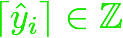 ⌈ŷᵢ⌉ ∈ ℤ